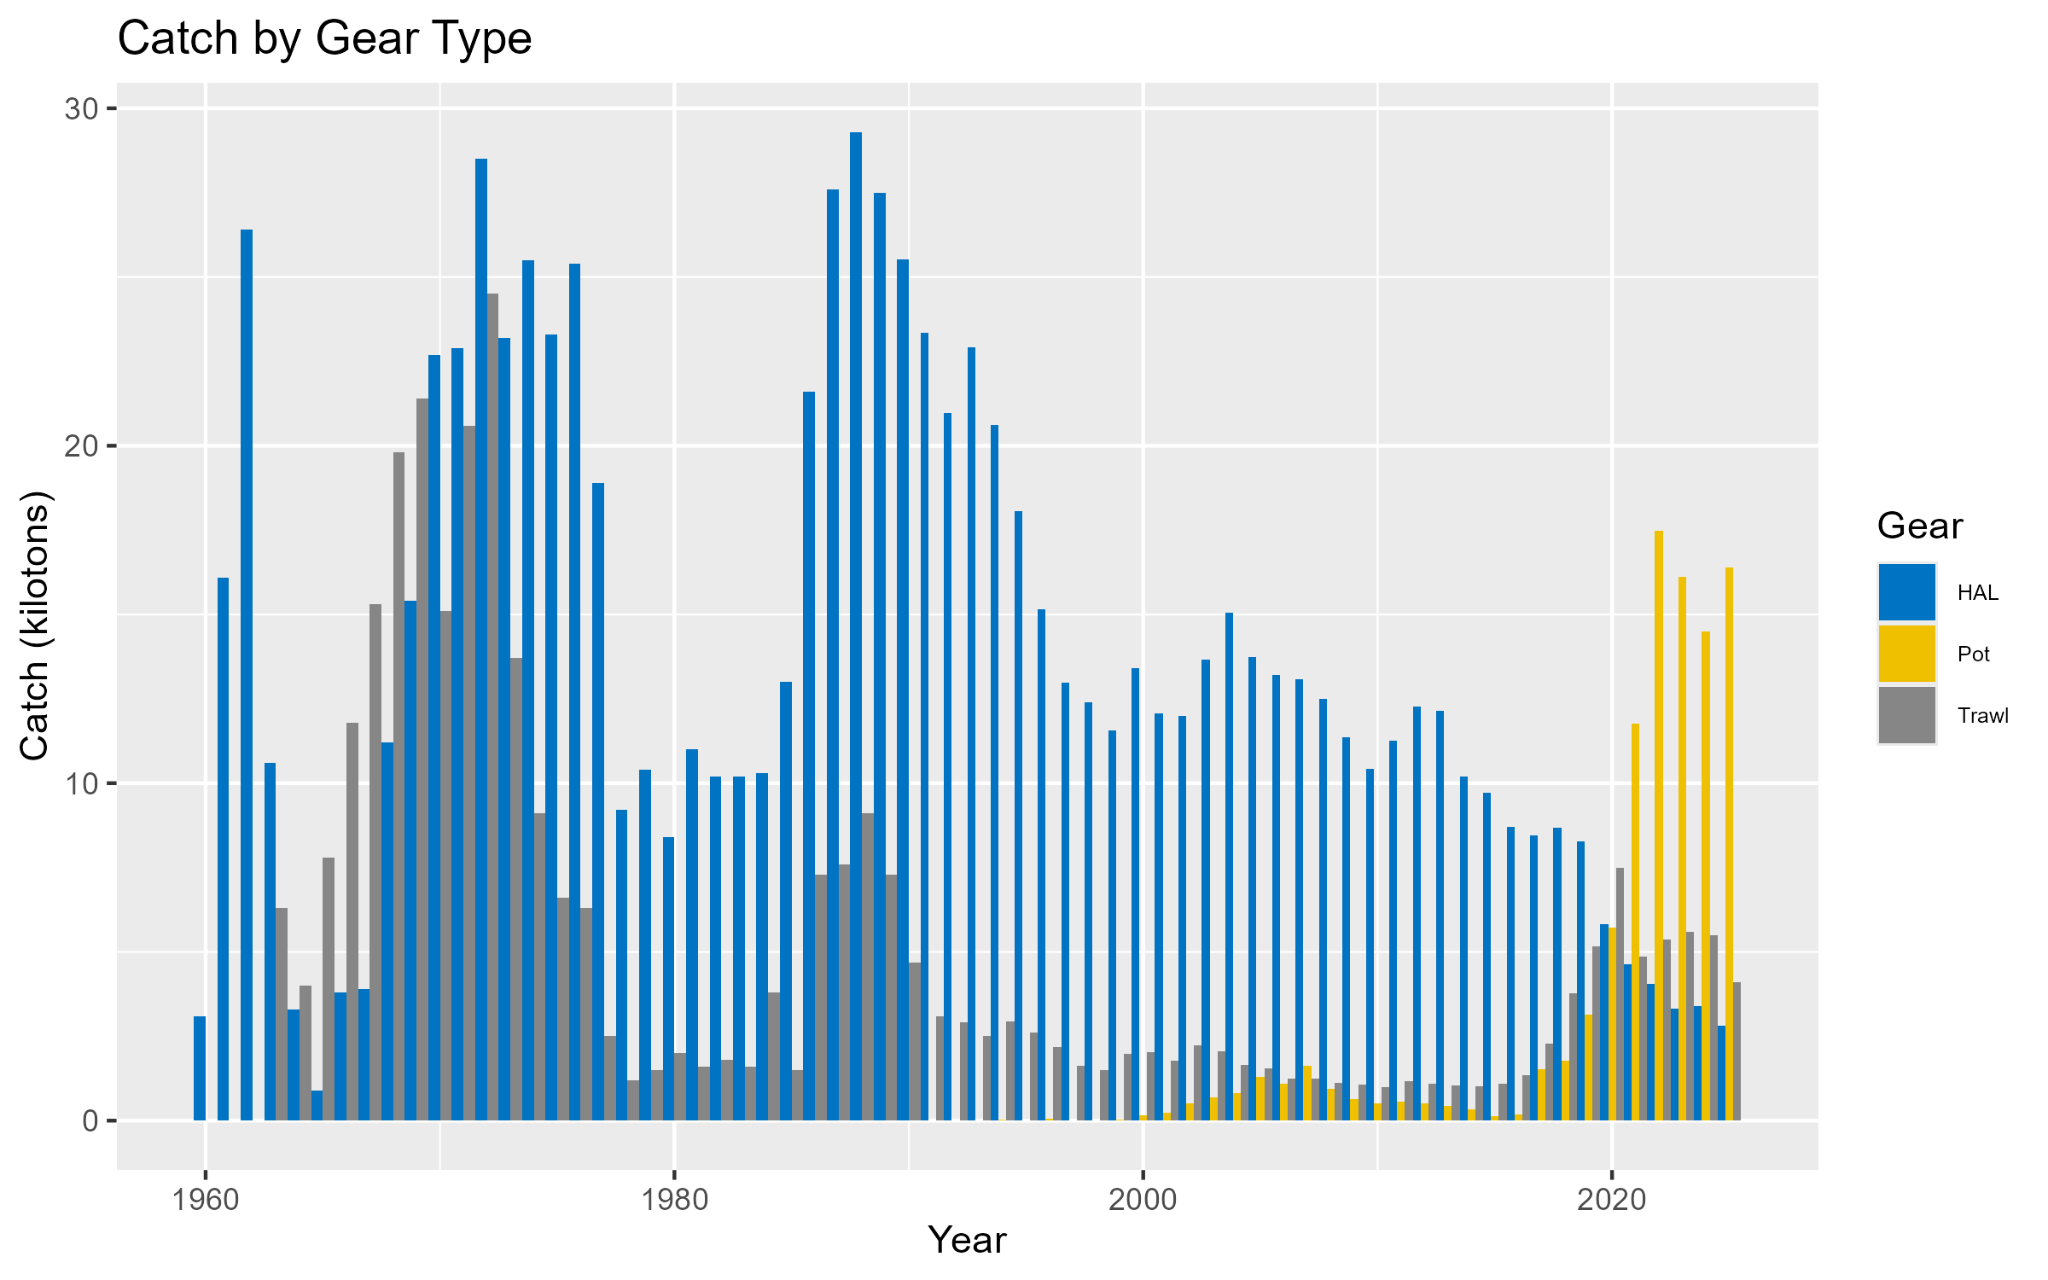 Catch by Gear Type
30
20
10
0
Catch (kilotons)
1960 1980 2000 2020
Year
Gear
HAL
Pot
Trawl